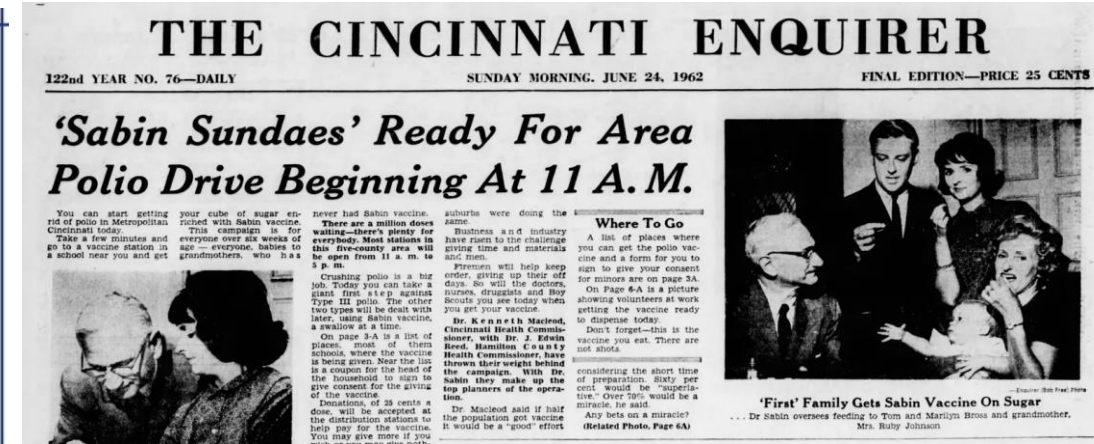 THE CINCINNATI ENQUIRER
122nd YEAR NO. 76—DAILY
SUNDAY MORNING. JUNE 24, 1962
FINAL EDITION—PRICE 25 CENTS
'Sabin Sundaes' Ready For Area
Polio Drive Beginning At 11 A. M.
You can start getting
rid of polio in Metropolitan
Cincinnati today.
Take a few minutes and
go to a vaccine station in
a school near you and get
your cube of sugar en-
riched with Sabin vaccine.
This campaign is for
everyone over six weeks of
age — everyone, babies to
grandmothers, who has
never had Sabin vaccine.
There are a million doses
waiting—there's plenty for
everybody. Most stations in
this five-county area will
be open from 11 a. m. to
5 p. m.
Crushing polio is a big
job. Today you can take a
giant first step against
Type III polio. The other
two types will be dealt with
later, using Sabin vaccine,
a swallow at a time.
On page 3-A is a list of
places, most of them
schools, where the vaccine
is being given. Near the list
is a coupon for the head of
the household to sign to
give consent for the giving
of the vaccine.
Donations, of 25 cents a
dose, will be accepted at
the distribution stations to
help pay for the vaccine.
You may give more if you
suburbs were doing the
same.
Business and industry
have risen to the challenge
giving time and materials
and men.
Firemen will help keep
order, giving up their off
days. So will the doctors,
nurses, druggists and Boy
Scouts you see today when
you get your vaccine.
Dr. Kenneth Macleod,
Cincinnati Health Commis-
sioner, with Dr. J. Edwin
Reed, Hamilton County
Health Commissioner, have
thrown their weight behind
the campaign. With Dr.
Sabin they make up the
top planners of the opera-
tion.
Dr. Macleod said if half
the population got vaccine
it would be a "good" effort
Where To Go
A list of places where
you can get the polio vac-
cine and a form for you to
sign to give your consent
for minors are on page 3A.
On Page 6-A is a picture
showing volunteers at work
getting the vaccine ready
to dispense today.
Don't forget—this is the
vaccine you eat. There are
not shots.
considering the short time
of preparation. Sixty per
cent would be "superla-
tive." Over 70% would be a
miracle, he said.
Any bets on a miracle?
(Related Photo, Page 6A)
—Enquirer (Bob Free) Photo
'First' Family Gets Sabin Vaccine On Sugar
. . . Dr Sabin oversees feeding to Tom and Marilyn Bross and grandmother,
Mrs. Ruby Johnson